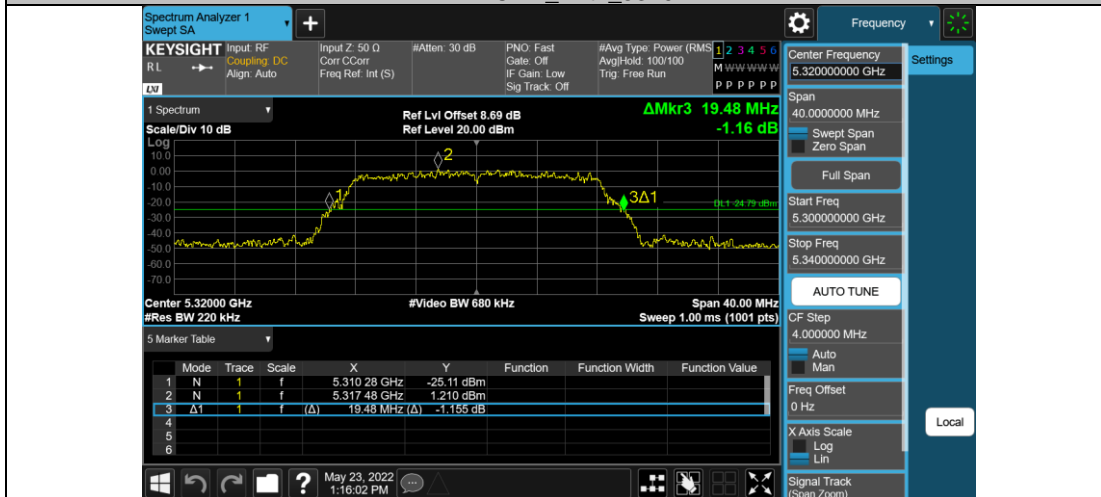 Spectrum Analyzer 1
Swept SA
Frequency
KEYSIGHT Input: RF Input Z: 50 Ω #Atten: 30 dB PNO: Fast #Avg Type: Power (RMS 1 2 3 4 5 6
RL Coupling: DC Corr CCorr Gate: Off Avg|Hold: 100/100 M W W W W W
Align: Auto Freq Ref: Int (S) IF Gain: Low Trig: Free Run
LXI Sig Track: Off P P P P P P
1 Spectrum Ref Lvl Offset 8.69 dB ΔMkr3 19.48 MHz
Scale/Div 10 dB Ref Level 20.00 dBm -1.16 dB
Log
10.0
0.00
-10.0
-20.0
-30.0
-40.0
-50.0
-60.0
-70.0
1
2
3Δ1
DL1 -24.79 dBm
Center 5.32000 GHz #Video BW 680 kHz Span 40.00 MHz
#Res BW 220 kHz Sweep 1.00 ms (1001 pts)
5 Marker Table
Mode Trace Scale X Y Function Function Width Function Value
1 N 1 f 5.310 28 GHz -25.11 dBm
2 N 1 f 5.317 48 GHz 1.210 dBm
3 Δ1 1 f (Δ) 19.48 MHz (Δ) -1.155 dB
4
5
6
May 23, 2022
1:16:02 PM
Center Frequency
5.320000000 GHz
Settings
Span
40.0000000 MHz
Swept Span
Zero Span
Full Span
Start Freq
5.300000000 GHz
Stop Freq
5.340000000 GHz
AUTO TUNE
CF Step
4.000000 MHz
Auto
Man
Freq Offset
0 Hz
Local
X Axis Scale
Log
Lin
Signal Track
(Span Zoom)